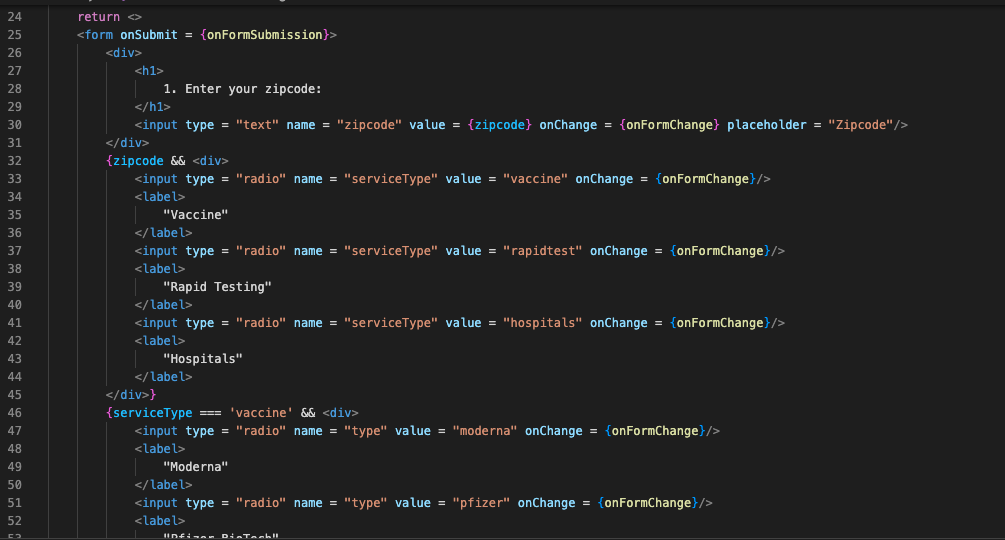 24 return <>
25 <form onSubmit = {onFormSubmission}>
26 <div>
27 <h1>
28 1. Enter your zipcode:
29 </h1>
30 <input type = "text" name = "zipcode" value = {zipcode} onChange = {onFormChange} placeholder = "Zipcode"/>
31 </div>
32 {zipcode && <div>
33 <input type = "radio" name = "serviceType" value = "vaccine" onChange = {onFormChange}/>
34 <label>
35 "Vaccine"
36 </label>
37 <input type = "radio" name = "serviceType" value = "rapidtest" onChange = {onFormChange}/>
38 <label>
39 "Rapid Testing"
40 </label>
41 <input type = "radio" name = "serviceType" value = "hospitals" onChange = {onFormChange}/>
42 <label>
43 "Hospitals"
44 </label>
45 </div>}
46 {serviceType === 'vaccine' && <div>
47 <input type = "radio" name = "type" value = "moderna" onChange = {onFormChange}/>
48 <label>
49 "Moderna"
50 </label>
51 <input type = "radio" name = "type" value = "pfizer" onChange = {onFormChange}/>
52 <label>
53 "Pfizer BioTech"